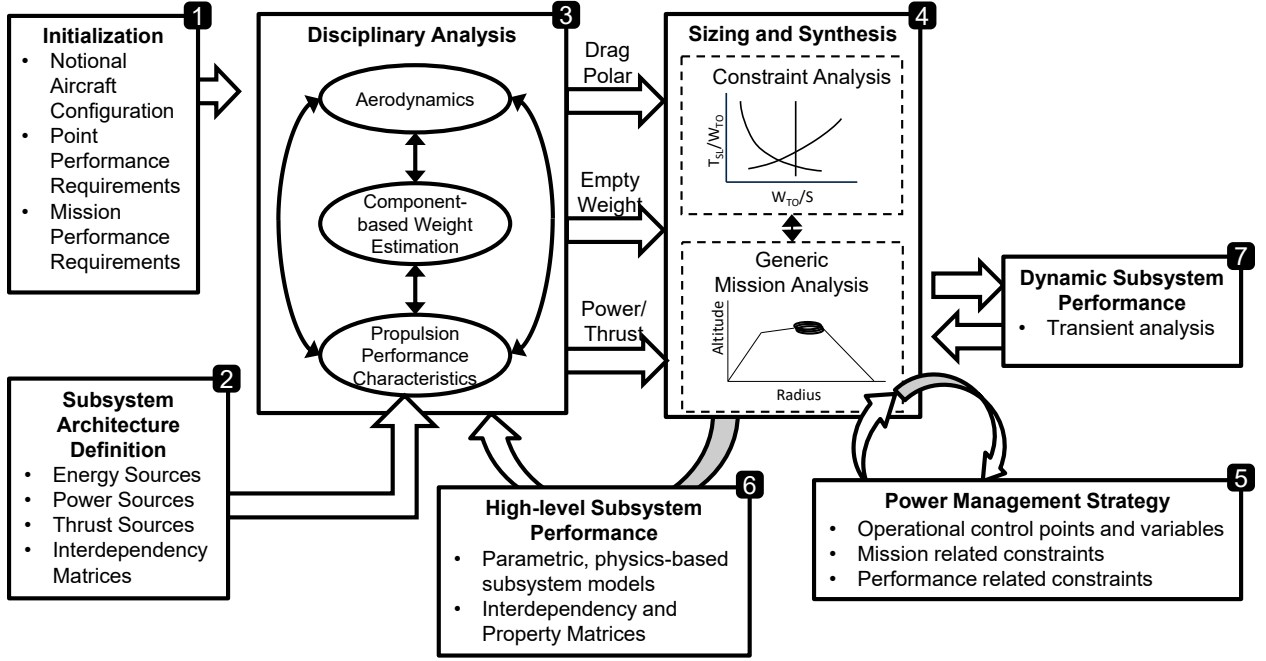 1
Initialization
• Notional
Aircraft
Configuration
• Point
Performance
Requirements
• Mission
Performance
Requirements
2
Subsystem
Architecture
Definition
• Energy Sources
• Power Sources
• Thrust Sources
• Interdependency
Matrices
3
Disciplinary Analysis
Aerodynamics
Component-
based Weight
Estimation
Propulsion
Performance
Characteristics
Drag
Polar
Empty
Weight
Power/
Thrust
4
Sizing and Synthesis
Constraint Analysis
T_SL/W_TO
W_TO/S
Generic
Mission Analysis
Altitude
Radius
5
Power Management Strategy
• Operational control points and variables
• Mission related constraints
• Performance related constraints
6
High-level Subsystem
Performance
• Parametric, physics-based
subsystem models
• Interdependency and
Property Matrices
7
Dynamic Subsystem
Performance
• Transient analysis